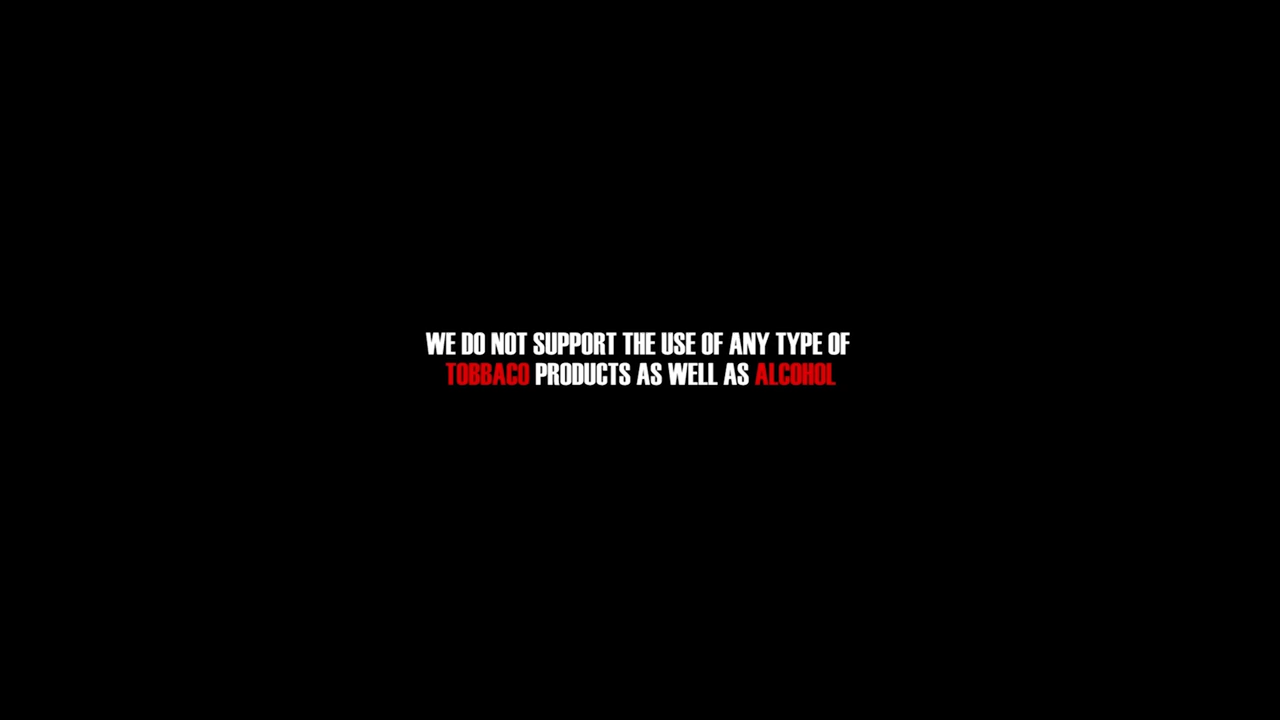 WE DO NOT SUPPORT THE USE OF ANY TYPE OF
TOBBACO PRODUCTS AS WELL AS ALCOHOL